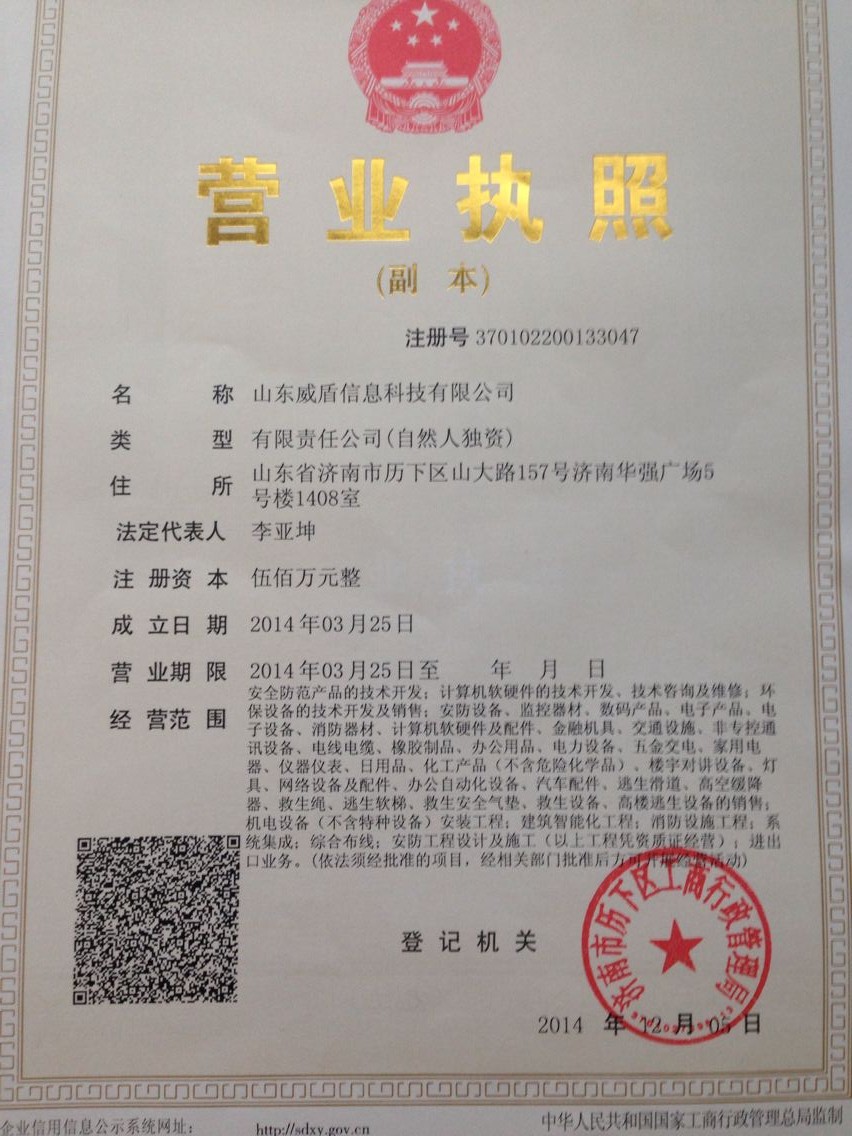 营业执照
(副 本)
注册号 370102200133047
名 称 山东威盾信息科技有限公司
类 型 有限责任公司(自然人独资)
住 所 山东省济南市历下区山大路157号济南华强广场5
号楼1408室
法定代表人 李亚坤
注册资本 伍佰万元整
成立日期 2014年03月25日
营业期限 2014年03月25日至 年 月 日
经营范围
安全防范产品的技术开发；计算机软硬件的技术开发、技术咨询及维修；环
保设备的技术开发及销售；安防设备、监控器材、数码产品、电子产品、电
子设备、消防器材、计算机软硬件及配件、金融机具、交通设施、非专控通
讯设备、电线电缆、橡胶制品、办公用品、电力设备、五金交电、家用电
器、仪器仪表、日用品、化工产品（不含危险化学品）、楼宇对讲设备、灯
具、网络设备及配件、办公自动化设备、汽车配件、逃生滑道、高空缓降
器、救生绳、逃生软梯、救生安全气垫、救生设备、高楼逃生设备的销售；
机电设备（不含特种设备）安装工程；建筑智能化工程；消防设施工程；系
统集成；综合布线；安防工程设计及施工（以上工程凭资质证经营）；进出
口业务。(依法须经批准的项目，经相关部门批准后方可开展经营活动)
登记机关
济南市历下区工商行政管理局
2014 年 12 月 05 日
企业信用信息公示系统网址： http://sdxy.gov.cn
中华人民共和国国家工商行政管理总局监制